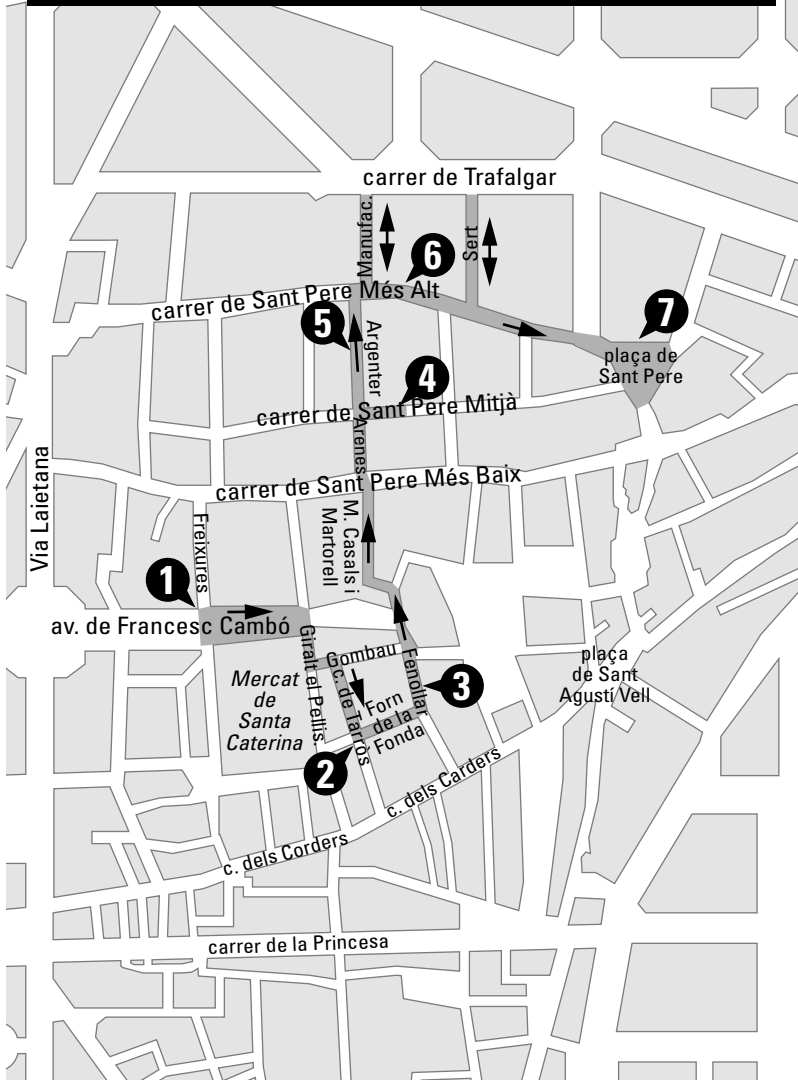 carrer de Trafalgar
Manufac.
Sert
6
carrer de Sant Pere Més Alt
7
5
Argenter
plaça de
Sant Pere
4
carrer de Sant Pere Mitjà
Arenes
Via Laietana
carrer de Sant Pere Més Baix
Freixures
M. Casals i
Martorell
1
av. de Francesc Cambó
Giralt el Pellis
Gombau
c. de Tarròs
Fenollar
3
plaça
de Sant
Agustí Vell
Mercat
de
Santa
Caterina
Forn
de la
Fonda
2
c. dels Carders
c. dels Corders
carrer de la Princesa